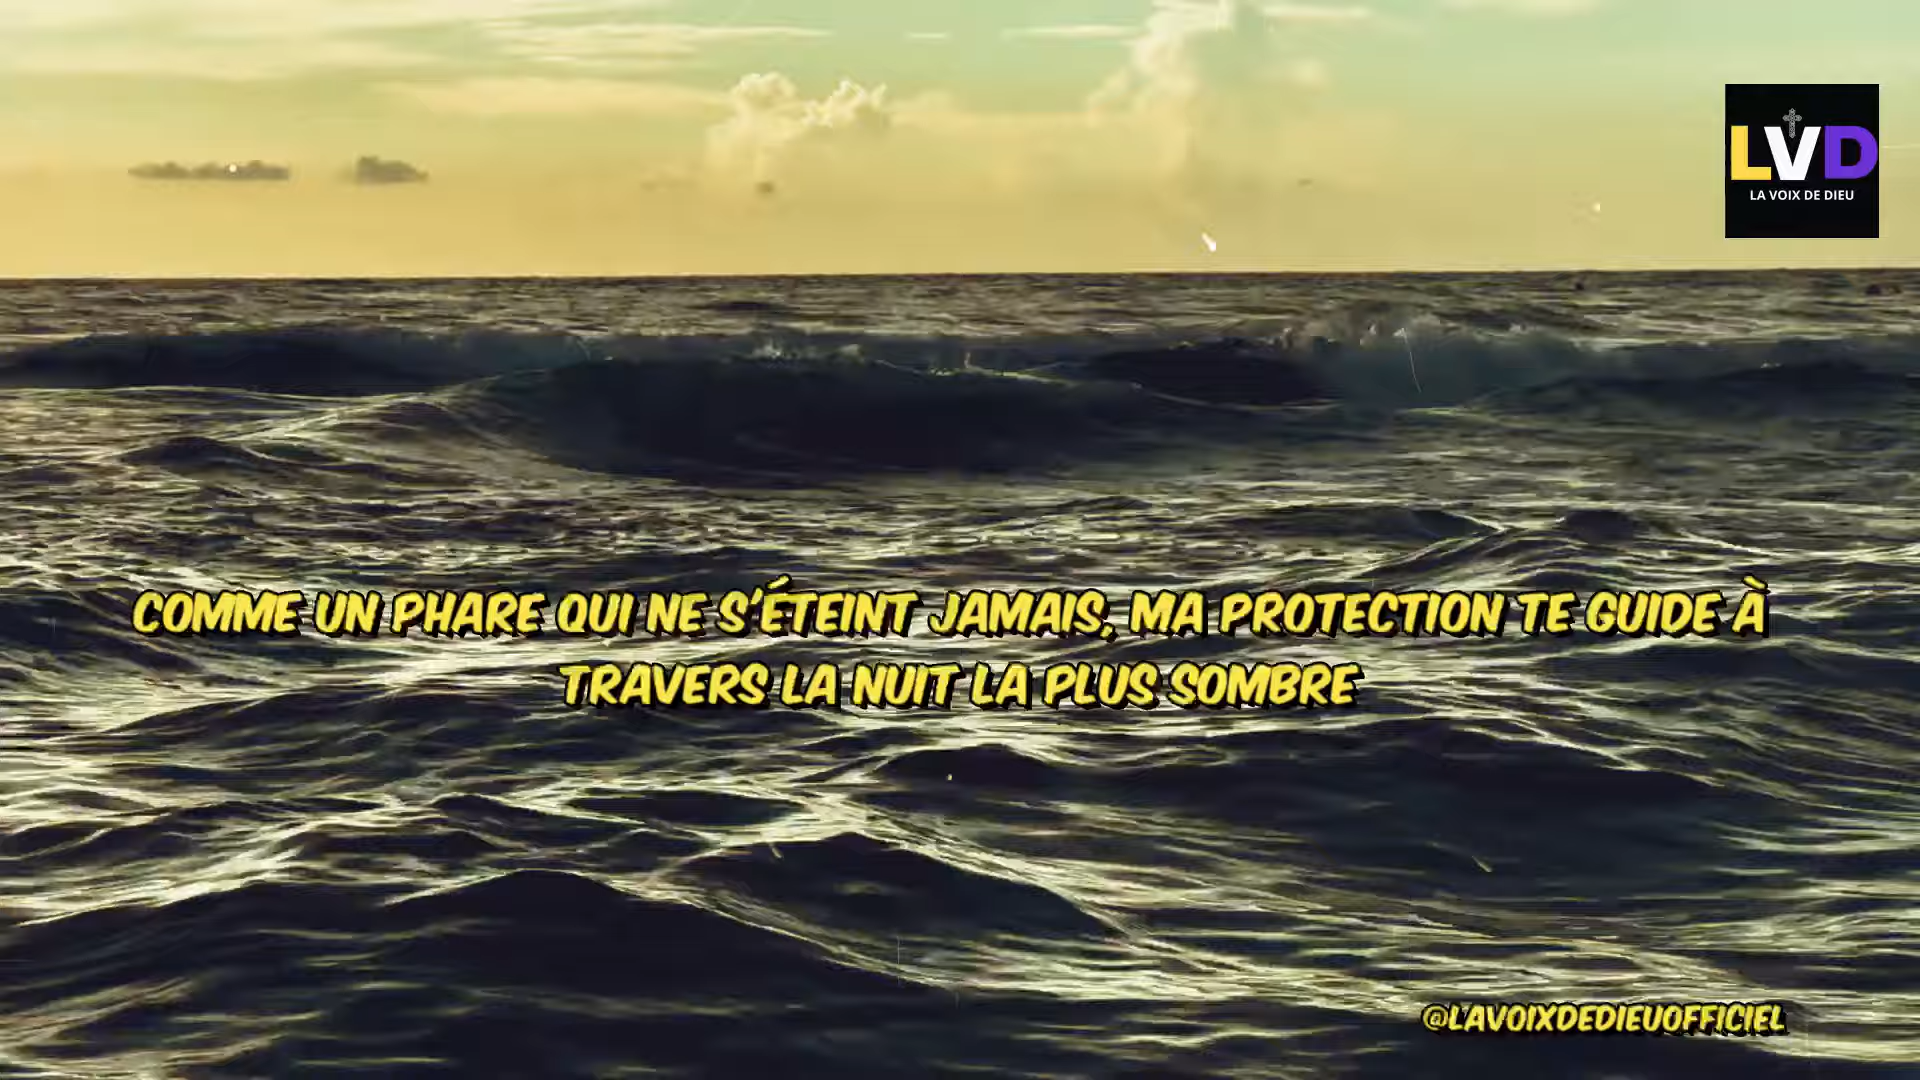 LVD
LA VOIX DE DIEU
COMME UN PHARE QUI NE S'ÉTEINT JAMAIS, MA PROTECTION TE GUIDE À
TRAVERS LA NUIT LA PLUS SOMBRE
@LAVOIXDEDIEUOFFICIEL